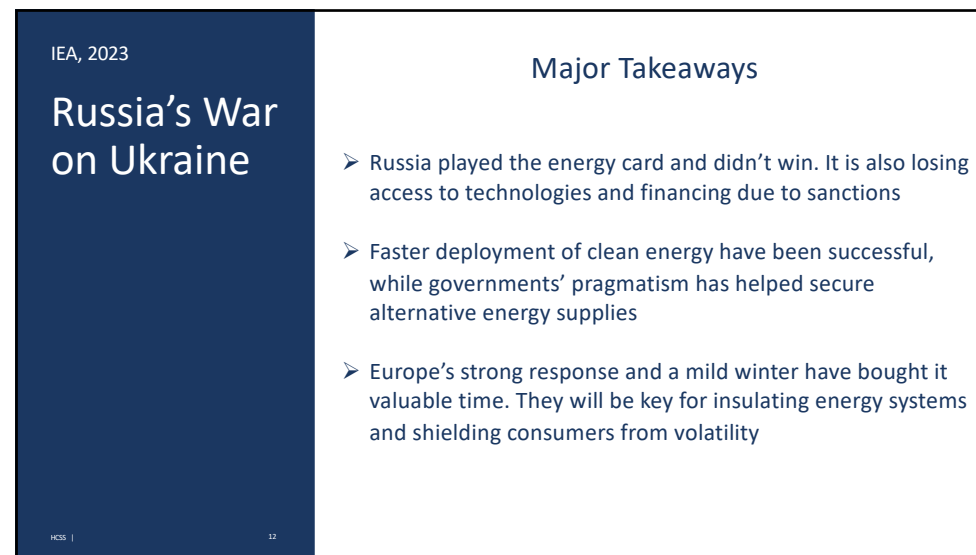 IEA, 2023
Russia’s War
on Ukraine
Major Takeaways
➢ Russia played the energy card and didn’t win. It is also losing
access to technologies and financing due to sanctions
➢ Faster deployment of clean energy have been successful,
while governments’ pragmatism has helped secure
alternative energy supplies
➢ Europe’s strong response and a mild winter have bought it
valuable time. They will be key for insulating energy systems
and shielding consumers from volatility
HCSS |
12